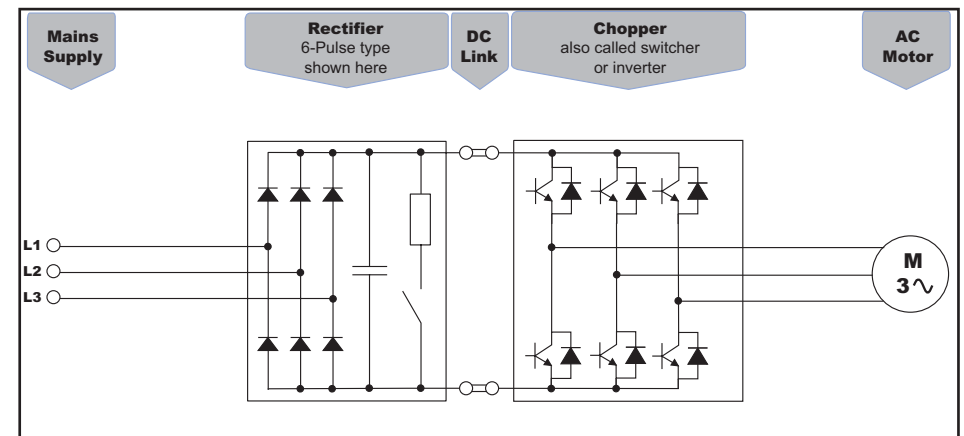 Mains
Supply
Rectifier
6-Pulse type
shown here
DC
Link
Chopper
also called switcher
or inverter
AC
Motor
L1
L2
L3
M
3∿